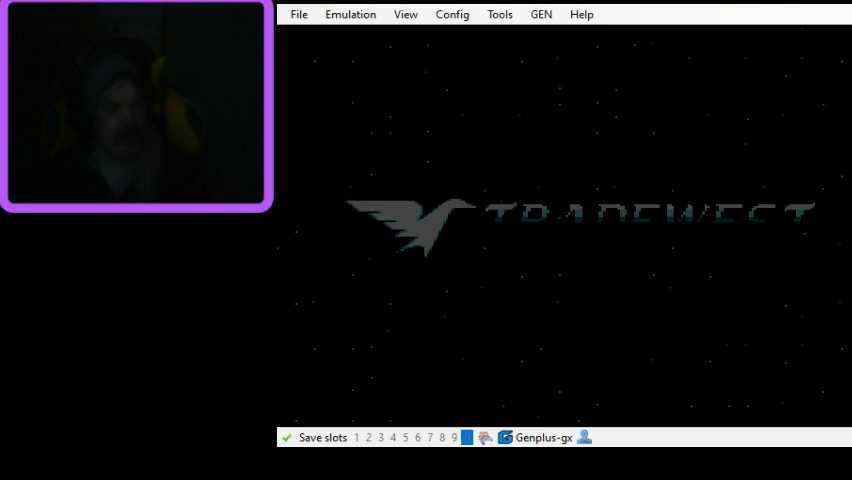 File Emulation View Config Tools GEN Help
TRADEWEST
Save slots 1 2 3 4 5 6 7 8 9 Genplus-gx